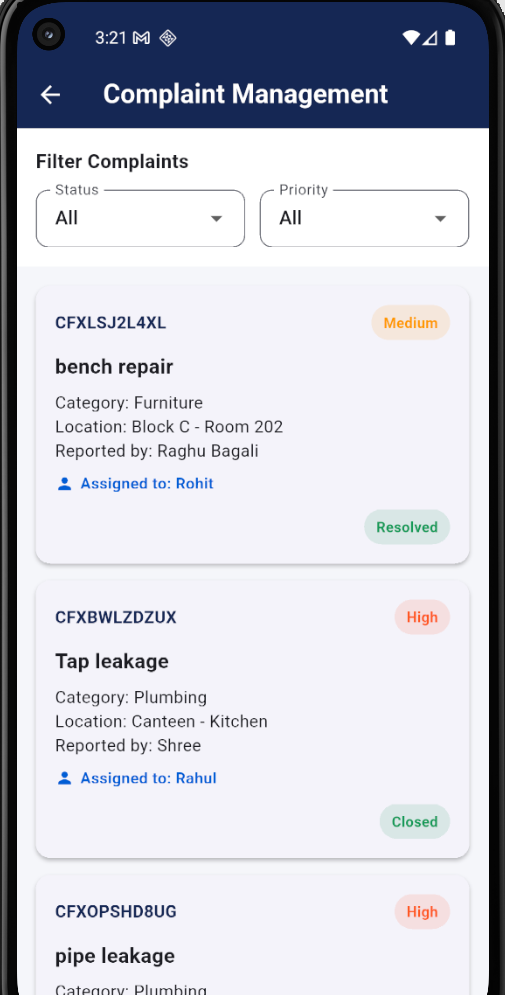 3:21
Complaint Management
Filter Complaints
Status
All
Priority
All
CFXLSJ2L4XL
Medium
bench repair
Category: Furniture
Location: Block C - Room 202
Reported by: Raghu Bagali
Assigned to: Rohit
Resolved
CFXBWLZDZUX
High
Tap leakage
Category: Plumbing
Location: Canteen - Kitchen
Reported by: Shree
Assigned to: Rahul
Closed
CFXOPSHD8UG
High
pipe leakage
Category: Plumbing